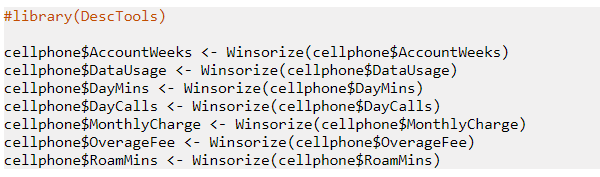 #library(DescTools)
cellphone$AccountWeeks <- Winsorize(cellphone$AccountWeeks)
cellphone$DataUsage <- Winsorize(cellphone$DataUsage)
cellphone$DayMins <- Winsorize(cellphone$DayMins)
cellphone$DayCalls <- Winsorize(cellphone$DayCalls)
cellphone$MonthlyCharge <- Winsorize(cellphone$MonthlyCharge)
cellphone$OverageFee <- Winsorize(cellphone$OverageFee)
cellphone$RoamMins <- Winsorize(cellphone$RoamMins)